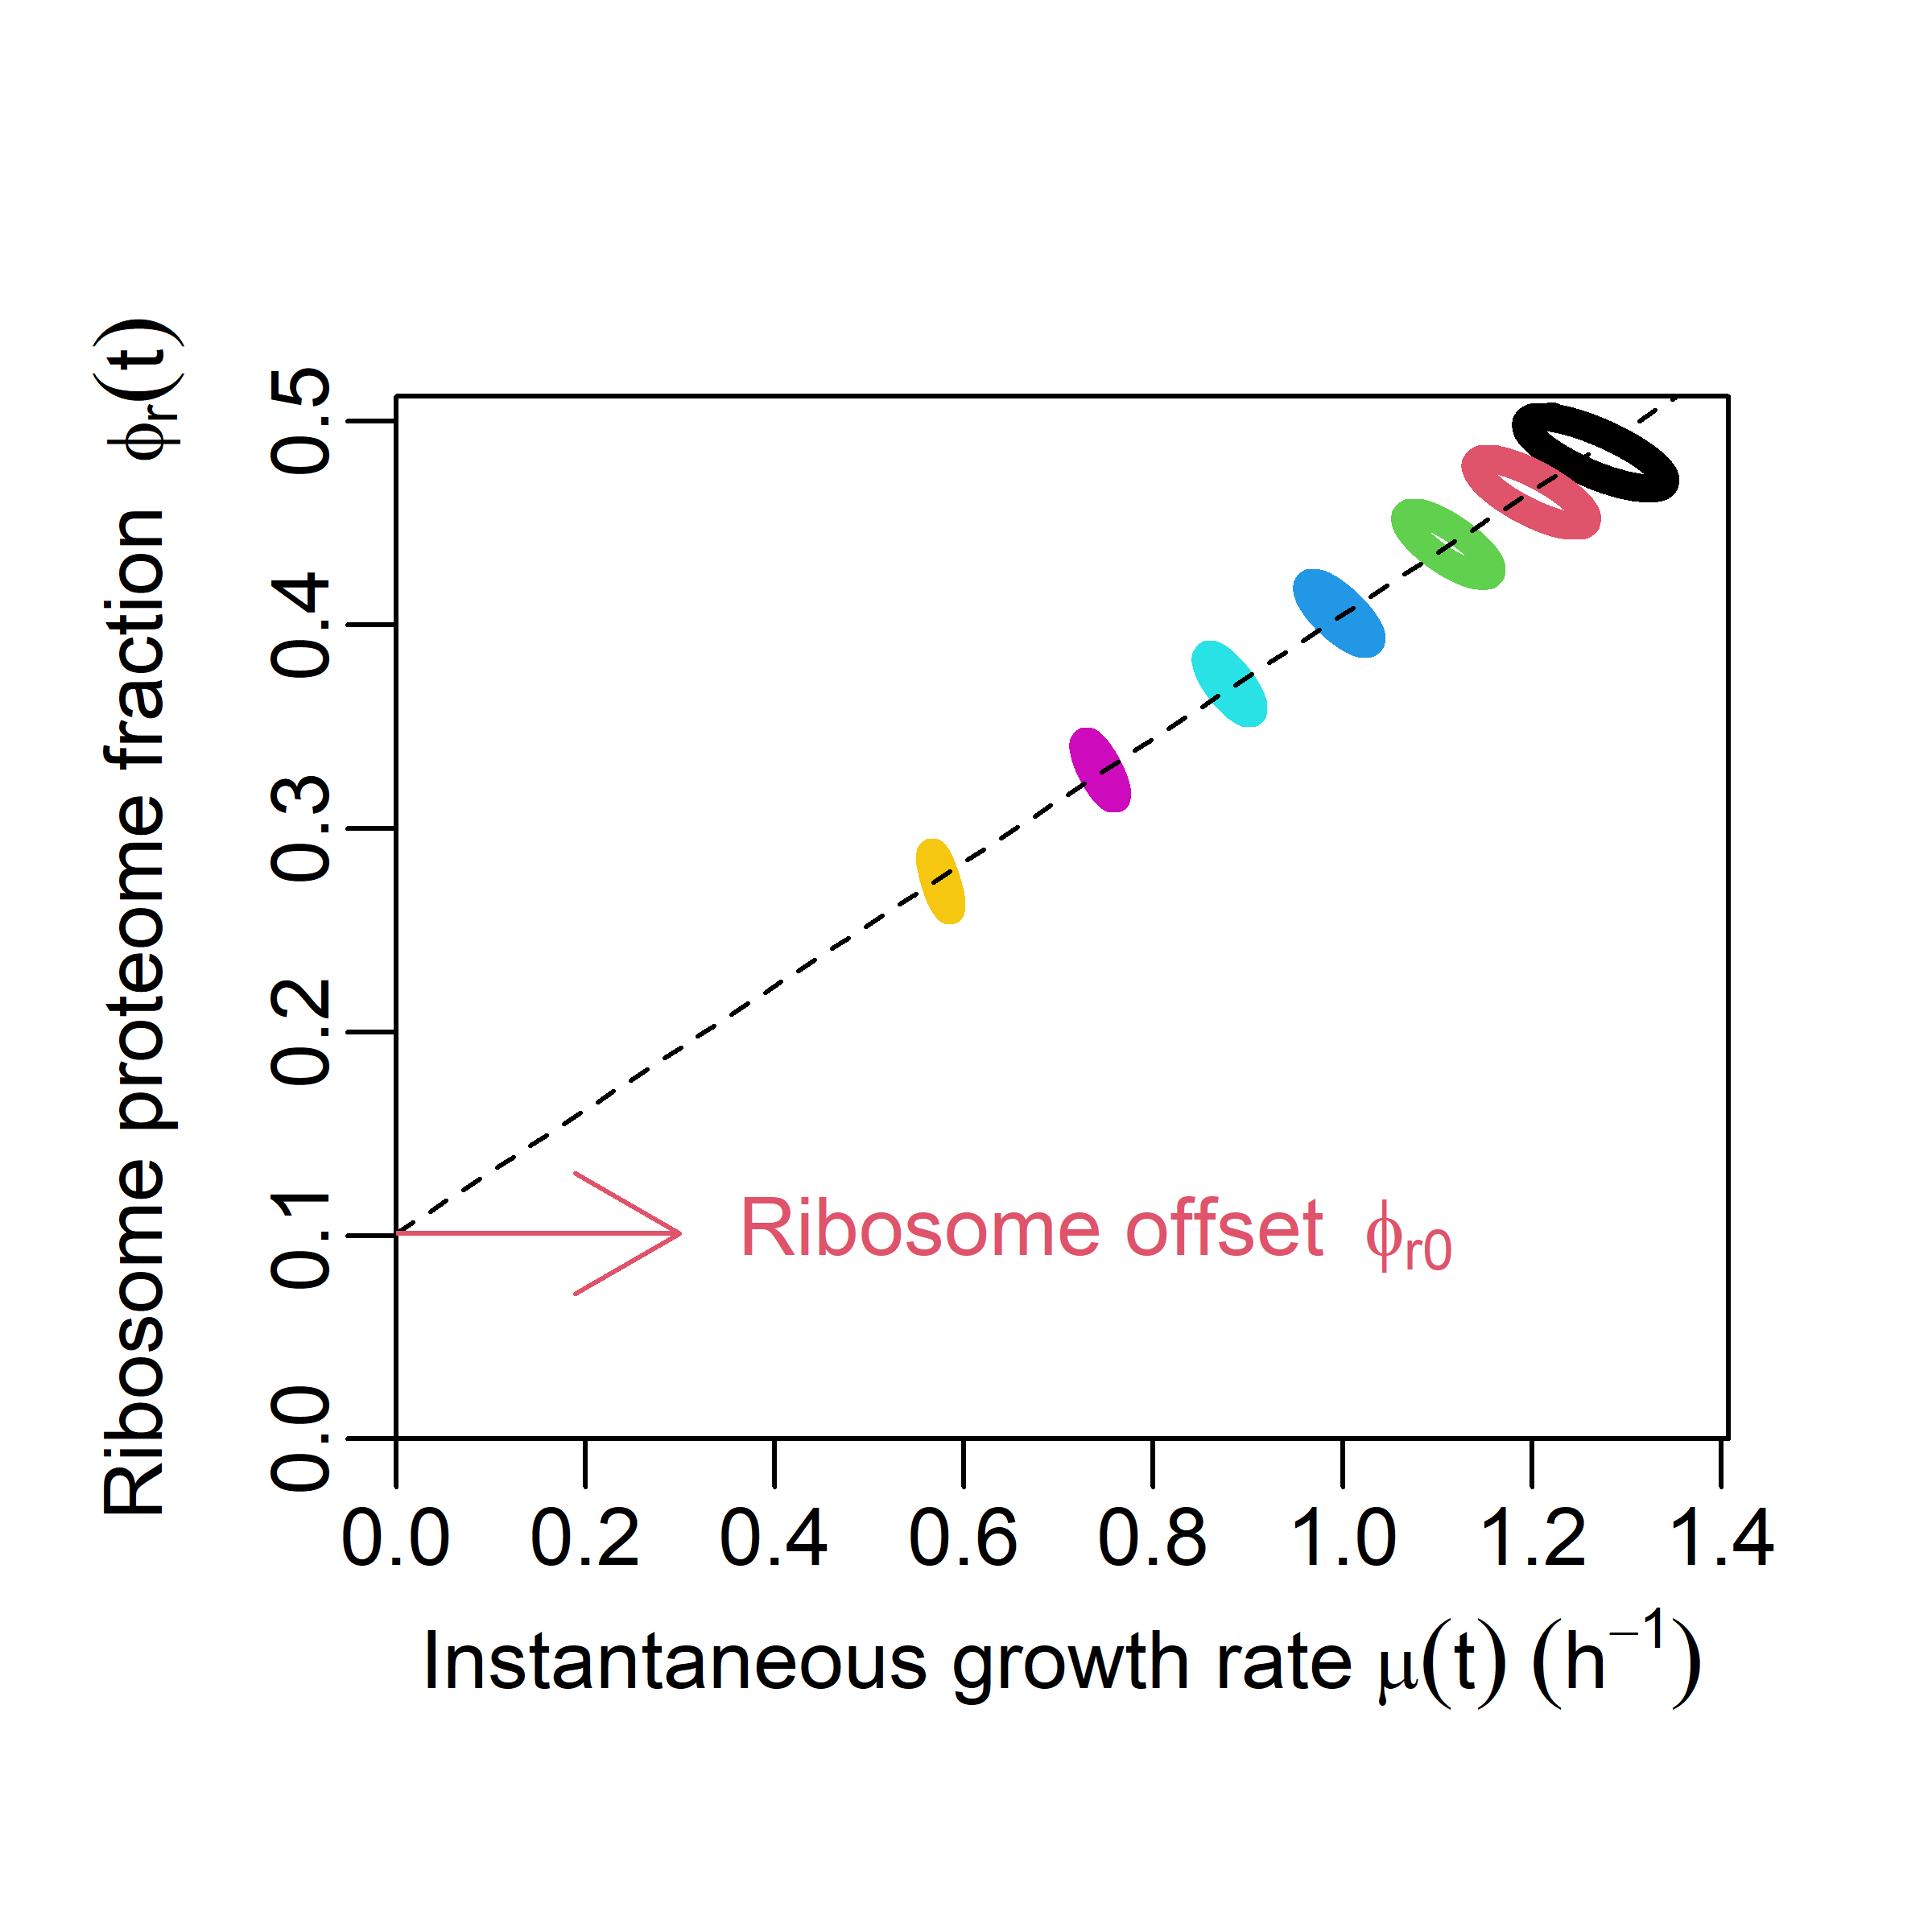 Ribosome proteome fraction ϕr(t)
0.5
0.4
0.3
0.2
0.1
0.0
Ribosome offset ϕr0
0.0 0.2 0.4 0.6 0.8 1.0 1.2 1.4
Instantaneous growth rate μ(t) (h⁻¹)